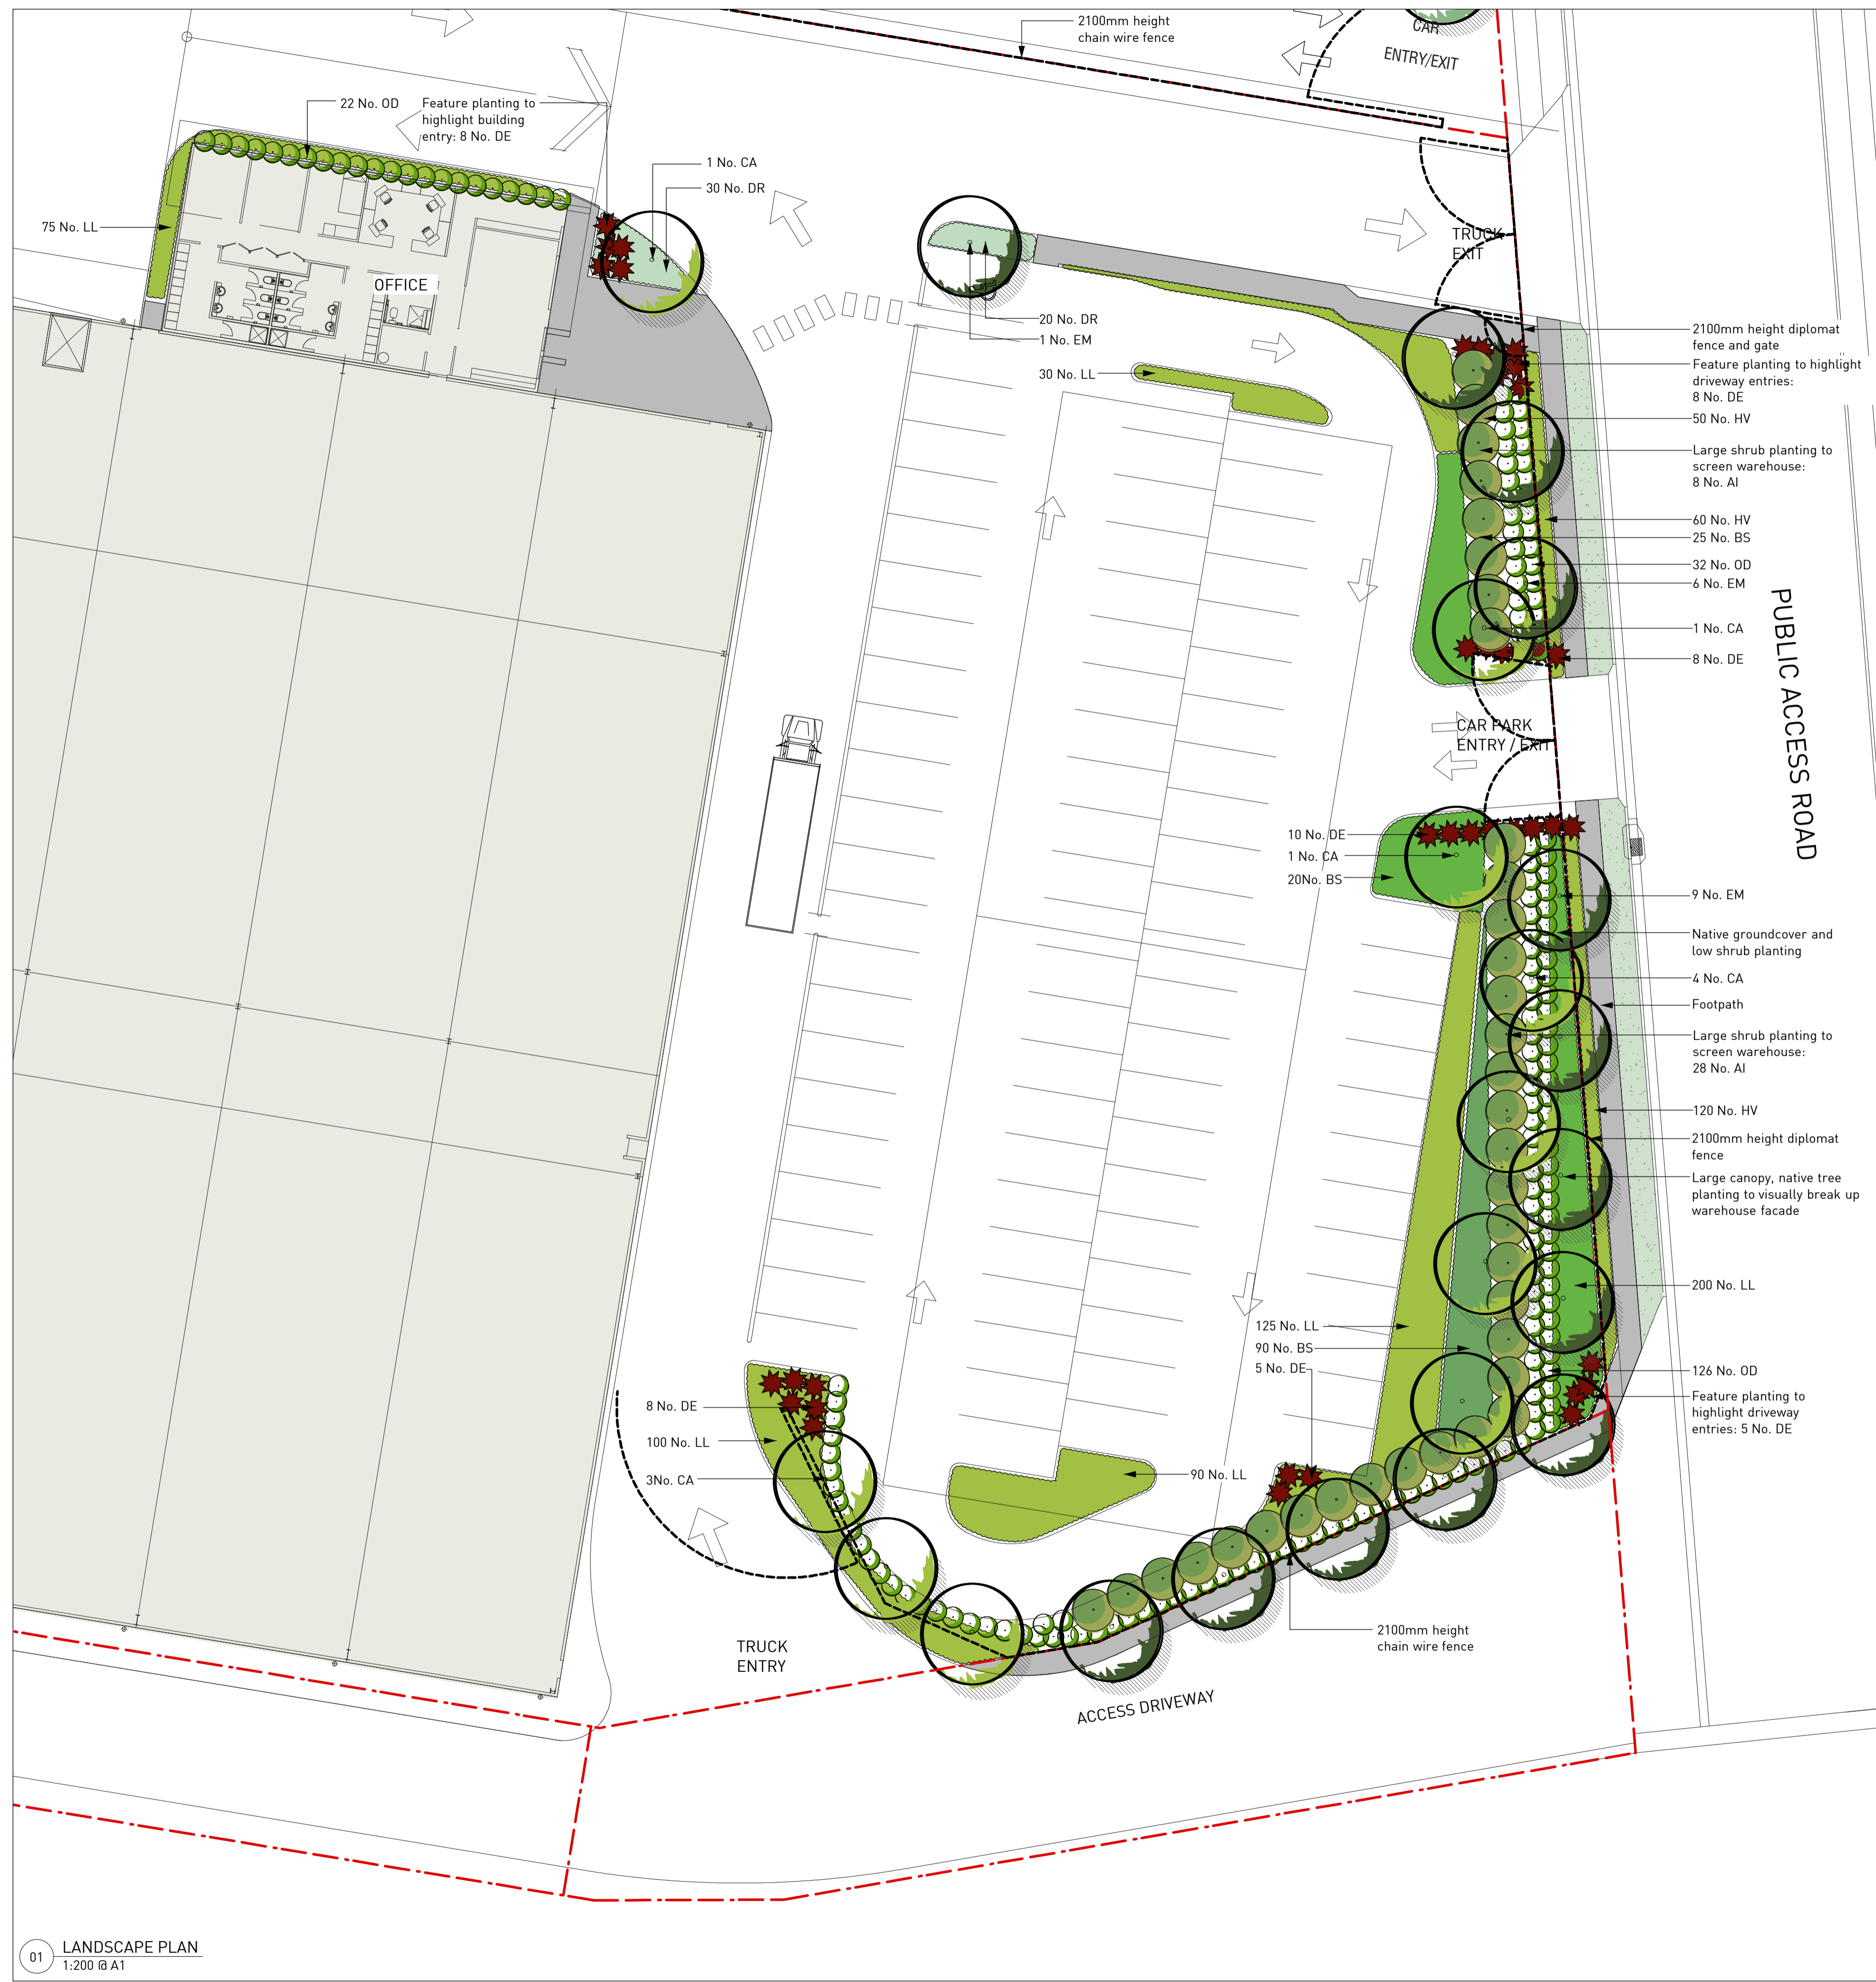 2100mm height
chain wire fence
CAR
ENTRY/EXIT
22 No. OD
Feature planting to
highlight building
entry: 8 No. DE
1 No. CA
30 No. DR
75 No. LL
OFFICE
TRUCK
EXIT
20 No. DR
1 No. EM
30 No. LL
2100mm height diplomat
fence and gate
Feature planting to highlight
driveway entries:
8 No. DE
50 No. HV
Large shrub planting to
screen warehouse:
8 No. AI
60 No. HV
25 No. BS
32 No. OD
6 No. EM
1 No. CA
8 No. DE
PUBLIC ACCESS ROAD
CAR PARK
ENTRY / EXIT
10 No. DE
1 No. CA
20No. BS
9 No. EM
Native groundcover and
low shrub planting
4 No. CA
Footpath
Large shrub planting to
screen warehouse:
28 No. AI
120 No. HV
2100mm height diplomat
fence
Large canopy, native tree
planting to visually break up
warehouse facade
200 No. LL
125 No. LL
90 No. BS
5 No. DE
126 No. OD
Feature planting to
highlight driveway
entries: 5 No. DE
8 No. DE
100 No. LL
3No. CA
90 No. LL
2100mm height
chain wire fence
TRUCK
ENTRY
ACCESS DRIVEWAY
01
LANDSCAPE PLAN
1:200 @ A1